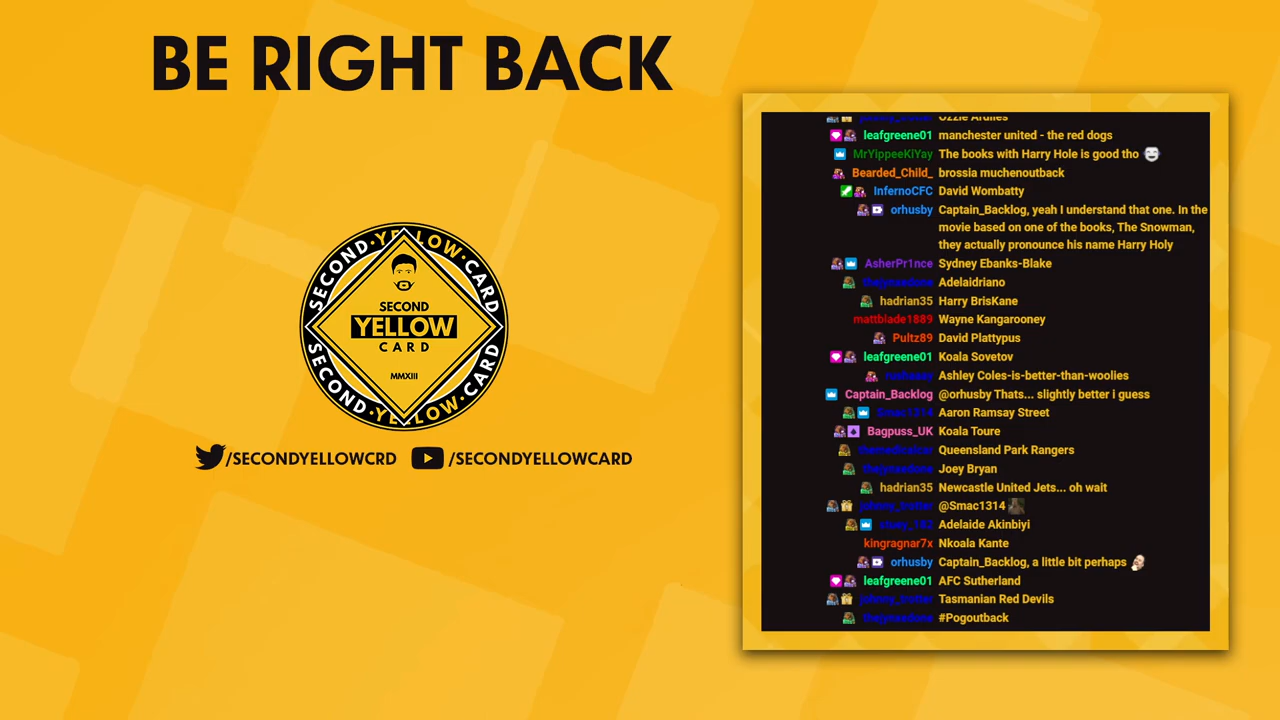 BE RIGHT BACK
SECOND·YELLOW·CARD
SECOND
YELLOW
CARD
MMXIII
SECOND·YELLOW·CARD
/SECONDYELLOWCRD /SECONDYELLOWCARD
Ozzie Ardiles
leafgreene01 manchester united - the red dogs
MrYippeeKiYay The books with Harry Hole is good tho
Bearded_Child_ brossia muchenoutback
InfernoCFC David Wombatty
orhusby Captain_Backlog, yeah I understand that one. In the
movie based on one of the books, The Snowman,
they actually pronounce his name Harry Holy
AsherPr1nce Sydney Ebanks-Blake
Adelaidriano
hadrian35 Harry BrisKane
mattblade1889 Wayne Kangarooney
Pultz89 David Plattypus
leafgreene01 Koala Sovetov
Ashley Coles-is-better-than-woolies
Captain_Backlog @orhusby Thats... slightly better i guess
Smac1314 Aaron Ramsay Street
Bagpuss_UK Koala Toure
Queensland Park Rangers
Joey Bryan
hadrian35 Newcastle United Jets... oh wait
johnny_trotter @Smac1314
Adelaide Akinbiyi
kingragnar7x Nkoala Kante
orhusby Captain_Backlog, a little bit perhaps
leafgreene01 AFC Sutherland
johnny_trotter Tasmanian Red Devils
#Pogoutback